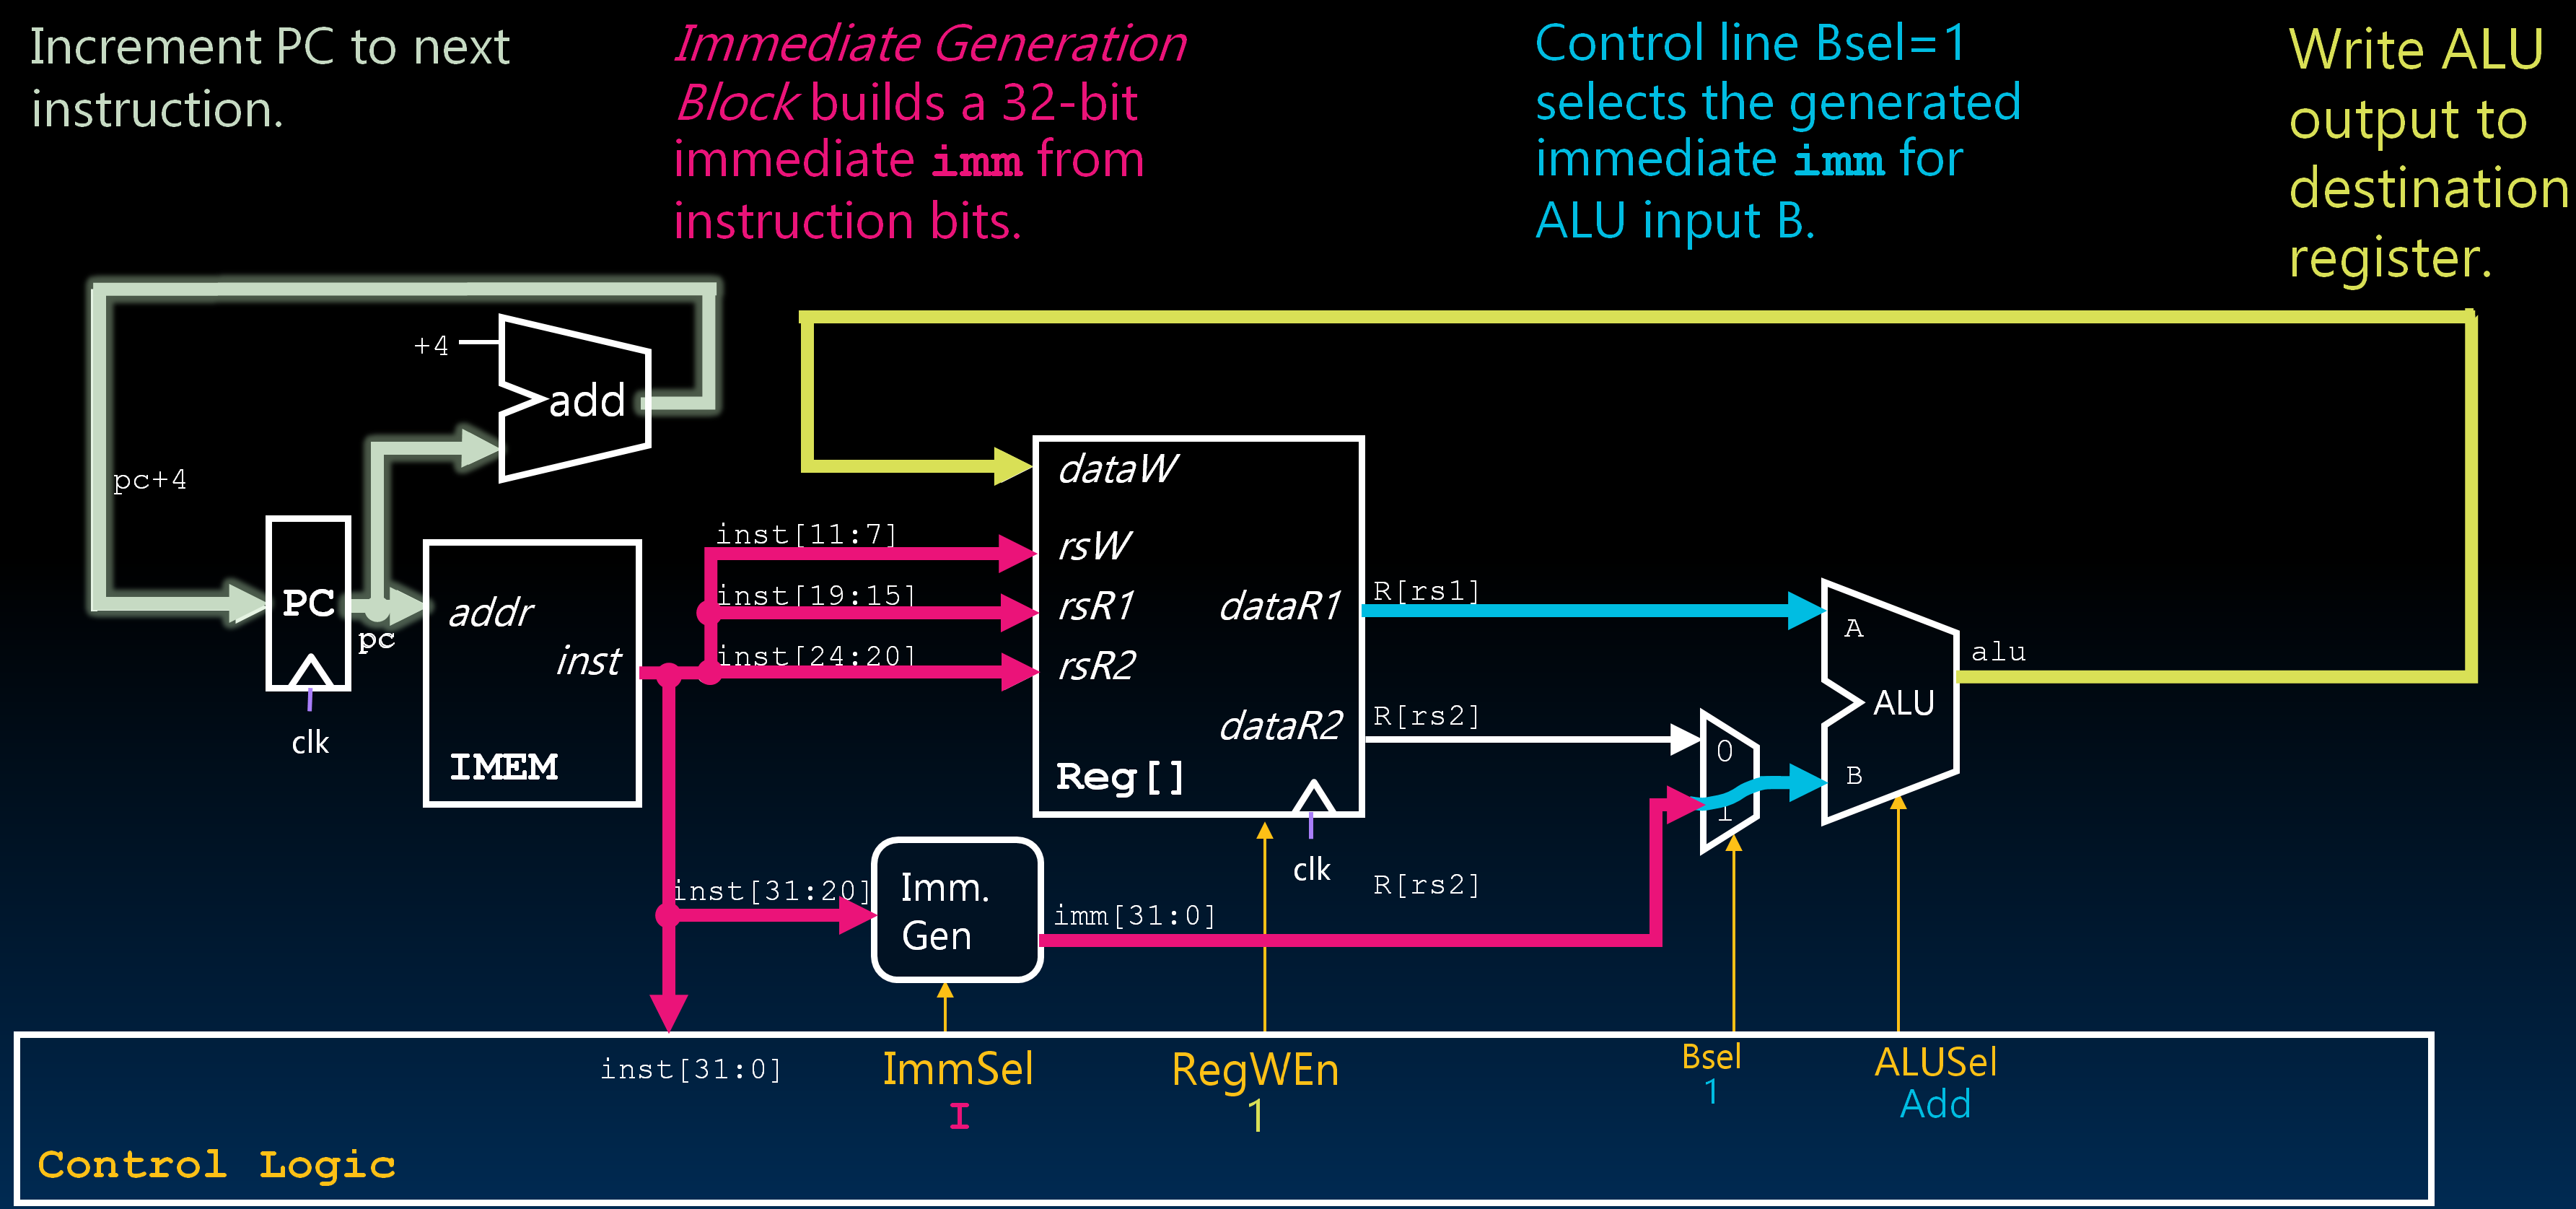 Increment PC to next
instruction.
Immediate Generation
Block builds a 32-bit
immediate imm from
instruction bits.
Control line Bsel=1
selects the generated
immediate imm for
ALU input B.
Write ALU
output to
destination
register.
+4
add
pc+4
PC
pc
clk
addr
inst
IMEM
inst[11:7]
inst[19:15]
inst[24:20]
dataW
rsW
rsR1
rsR2
dataR1
dataR2
Reg[]
clk
R[rs1]
R[rs2]
R[rs2]
0
1
A
B
ALU
alu
inst[31:20]
Imm.
Gen
imm[31:0]
inst[31:0]
ImmSel
I
RegWEn
1
Bsel
1
ALUSel
Add
Control Logic